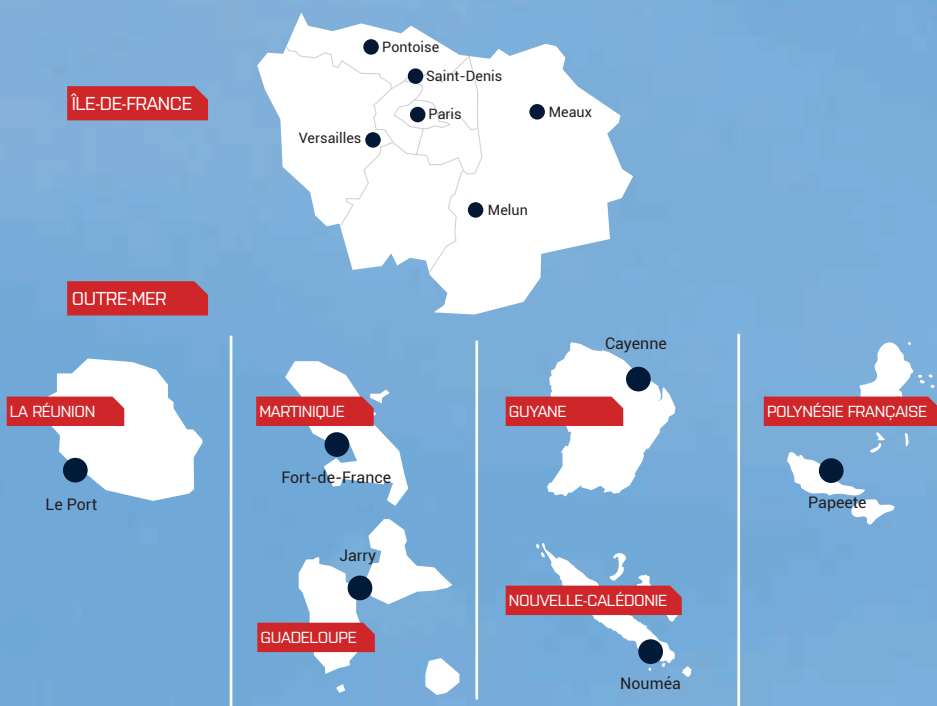 Pontoise
Saint-Denis
ÎLE-DE-FRANCE
Paris
Meaux
Versailles
Melun
OUTRE-MER
LA RÉUNION
Le Port
MARTINIQUE
Fort-de-France
Jarry
GUADELOUPE
Cayenne
GUYANE
NOUVELLE-CALÉDONIE
Nouméa
POLYNÉSIE FRANÇAISE
Papeete